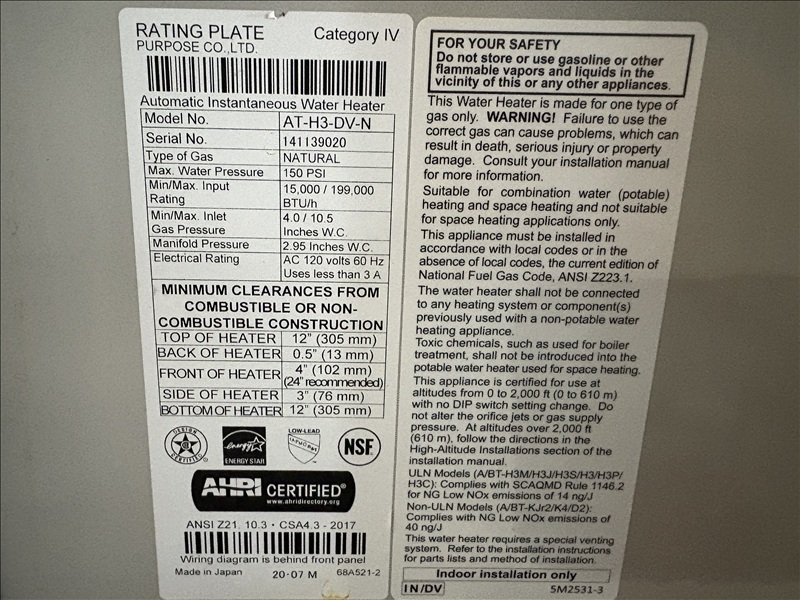 RATING PLATE Category IV
PURPOSE CO.,LTD.
Automatic Instantaneous Water Heater
Model No. AT-H3-DV-N
Serial No. 141139020
Type of Gas NATURAL
Max. Water Pressure 150 PSI
Min/Max. Input 15,000 / 199,000
Rating BTU/h
Min/Max. Inlet 4.0 / 10.5
Gas Pressure Inches W.C.
Manifold Pressure 2.95 Inches W.C.
Electrical Rating AC 120 volts 60 Hz
Uses less than 3 A
MINIMUM CLEARANCES FROM
COMBUSTIBLE OR NON-
COMBUSTIBLE CONSTRUCTION
TOP OF HEATER 12" (305 mm)
BACK OF HEATER 0.5" (13 mm)
FRONT OF HEATER 4" (102 mm)
(24" recommended)
SIDE OF HEATER 3" (76 mm)
BOTTOM OF HEATER 12" (305 mm)
DESIGN
CERTIFIED
energy
ENERGY STAR
LOW-LEAD
NSF
AHRI CERTIFIED®
www.ahridirectory.org
ANSI Z21. 10.3 · CSA4.3 - 2017
Wiring diagram is behind front panel
Made in Japan 20-07 M 68A521-2
FOR YOUR SAFETY
Do not store or use gasoline or other
flammable vapors and liquids in the
vicinity of this or any other appliances.
This Water Heater is made for one type of
gas only. WARNING! Failure to use the
correct gas can cause problems, which can
result in death, serious injury or property
damage. Consult your installation manual
for more information.
Suitable for combination water (potable)
heating and space heating and not suitable
for space heating applications only.
This appliance must be installed in
accordance with local codes or in the
absence of local codes, the current edition of
National Fuel Gas Code, ANSI Z223.1.
The water heater shall not be connected
to any heating system or component(s)
previously used with a non-potable water
heating appliance.
Toxic chemicals, such as used for boiler
treatment, shall not be introduced into the
potable water heater used for space heating.
This appliance is certified for use at
altitudes from 0 to 2,000 ft (0 to 610 m)
with no DIP switch setting change. Do
not alter the orifice jets or gas supply
pressure. At altitudes over 2,000 ft
(610 m), follow the directions in the
High-Altitude Installations section of the
installation manual.
ULN Models (A/BT-H3M/H3J/H3S/H3/H3P/
H3C): Complies with SCAQMD Rule 1146.2
for NG Low NOx emissions of 14 ng/J
Non-ULN Models (A/BT-KJr2/K4/D2):
Complies with NG Low NOx emissions of
40 ng/J
This water heater requires a special venting
system. Refer to the installation instructions
for parts lists and method of installation.
Indoor installation only
IN/DV SM2531-3